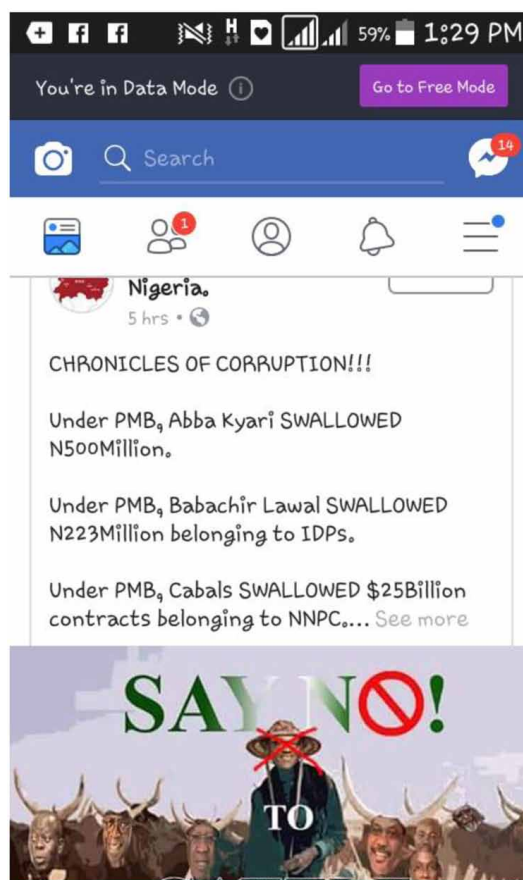 59% 1:29 PM
You're in Data Mode
Go to Free Mode
Search
14
1
Nigeria.
5 hrs •
CHRONICLES OF CORRUPTION!!!
Under PMB, Abba Kyari SWALLOWED
N500Million.
Under PMB, Babachir Lawal SWALLOWED
N223Million belonging to IDPs.
Under PMB, Cabals SWALLOWED $25Billion
contracts belonging to NNPC.... See more
SAY NO!
TO